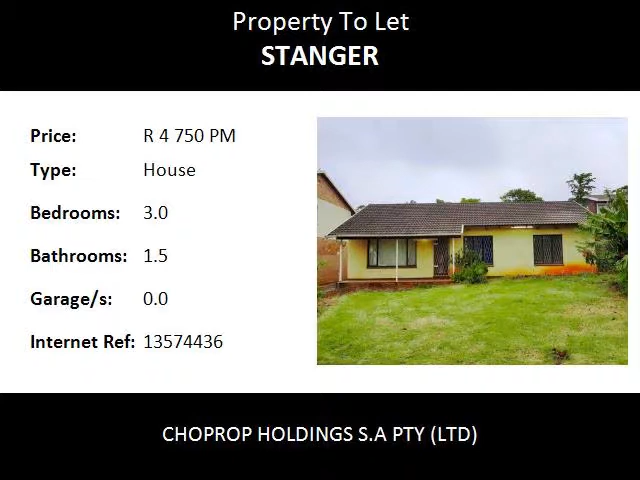 Property To Let
STANGER
Price: R 4 750 PM
Type: House
Bedrooms: 3.0
Bathrooms: 1.5
Garage/s: 0.0
Internet Ref: 13574436
CHOPROP HOLDINGS S.A PTY (LTD)